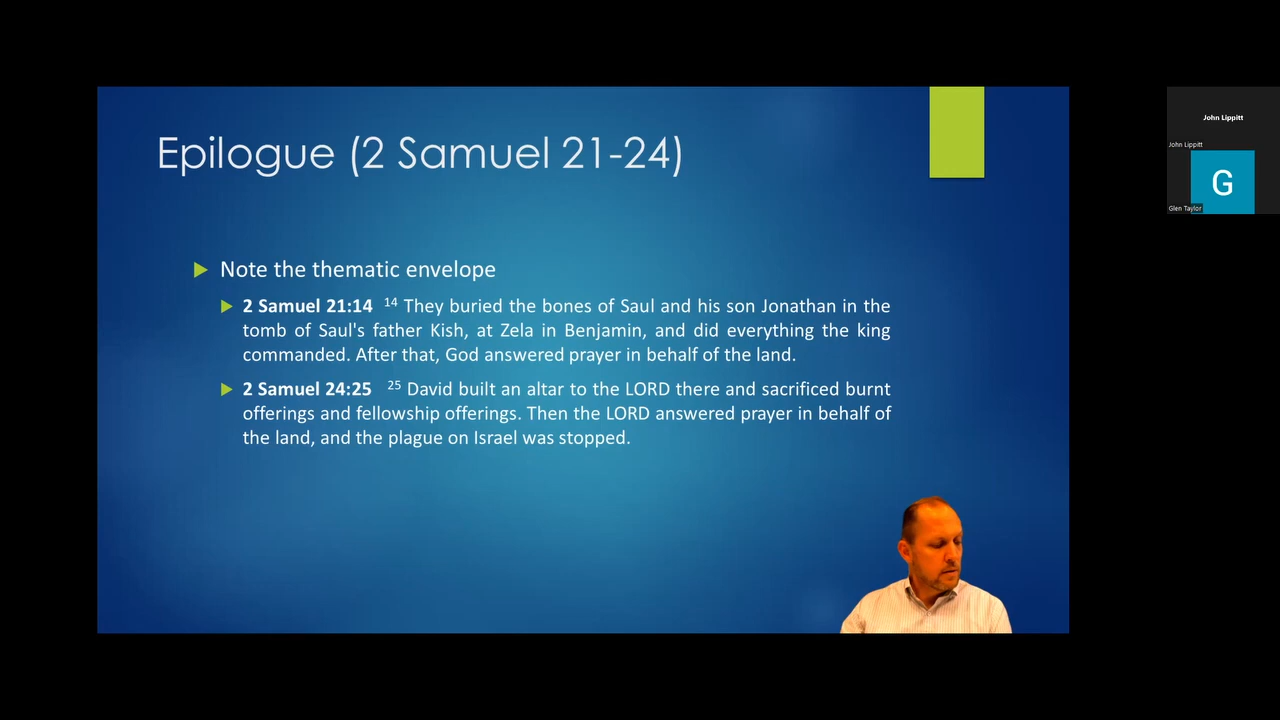 Epilogue (2 Samuel 21-24)
Note the thematic envelope
2 Samuel 21:14 14 They buried the bones of Saul and his son Jonathan in the
tomb of Saul's father Kish, at Zela in Benjamin, and did everything the king
commanded. After that, God answered prayer in behalf of the land.
2 Samuel 24:25 25 David built an altar to the LORD there and sacrificed burnt
offerings and fellowship offerings. Then the LORD answered prayer in behalf of
the land, and the plague on Israel was stopped.
John Lippitt
John Lippitt
G
Glen Taylor